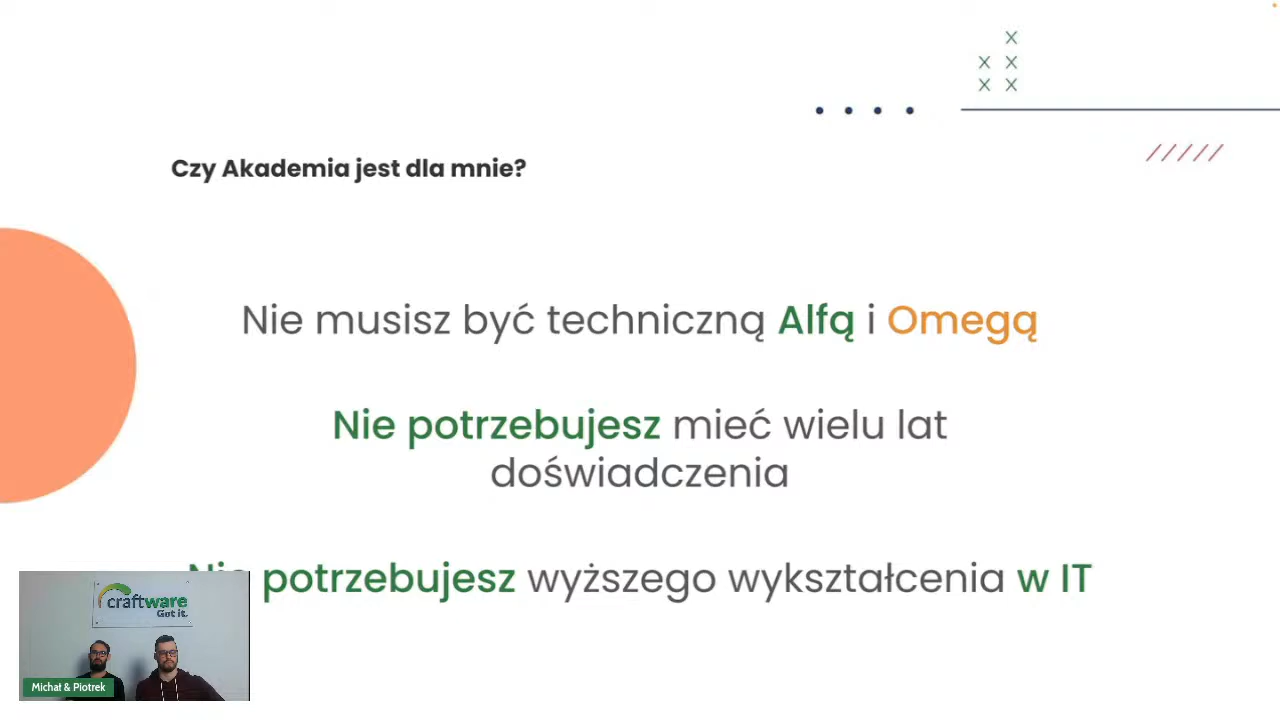 Czy Akademia jest dla mnie?
Nie musisz być techniczną Alfą i Omegą
Nie potrzebujesz mieć wielu lat
doświadczenia
Nie potrzebujesz wyższego wykształcenia w IT
craftware
Got it.
Michał & Piotrek